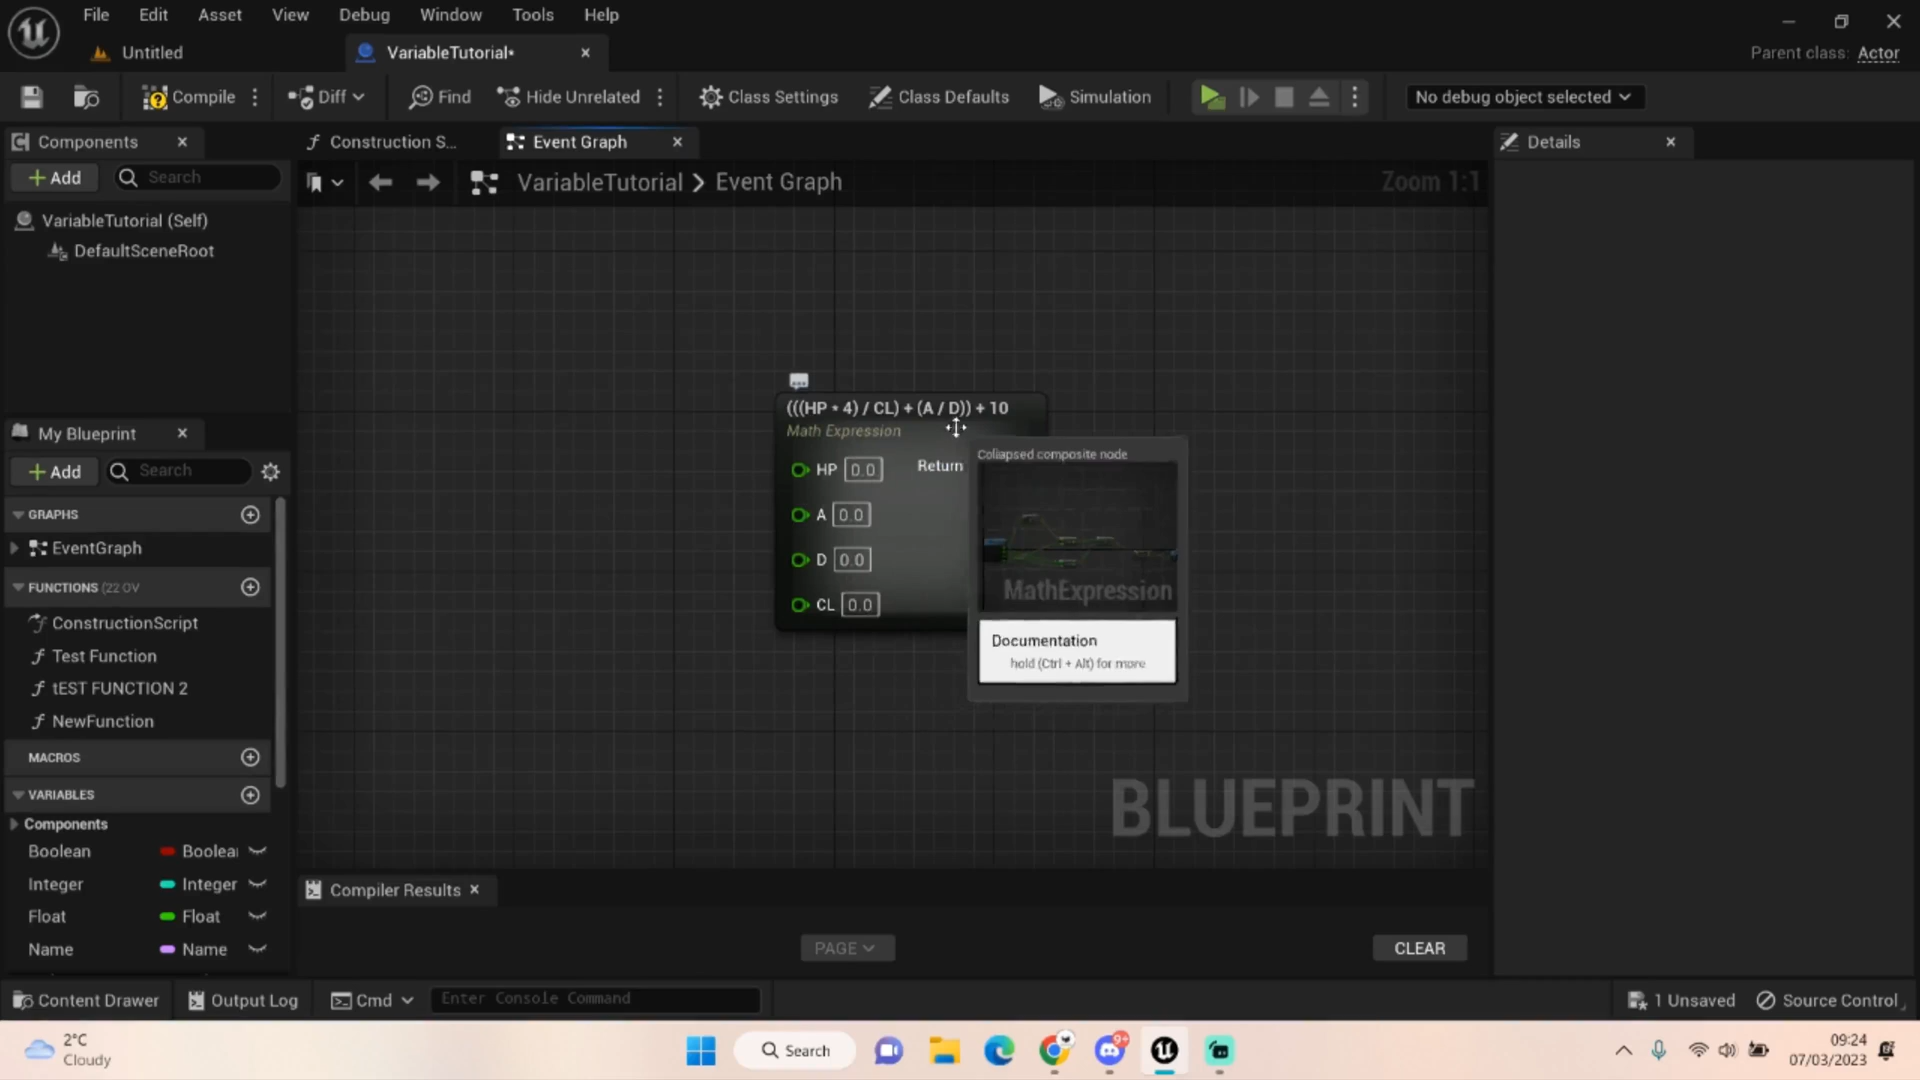 File Edit Asset View Debug Window Tools Help
Untitled
VariableTutorial*
Parent class: Actor
Compile
Diff
Find
Hide Unrelated
Class Settings
Class Defaults
Simulation
No debug object selected
Components
Construction S...
Event Graph
Details
Add
Search
VariableTutorial > Event Graph
Zoom 1:1
VariableTutorial (Self)
DefaultSceneRoot
(((HP * 4) / CL) + (A / D)) + 10
Math Expression
HP 0.0
Return
A 0.0
D 0.0
CL 0.0
Collapsed composite node
MathExpression
Documentation
hold (Ctrl + Alt) for more
My Blueprint
Add
Search
GRAPHS
EventGraph
FUNCTIONS (22 OV
ConstructionScript
Test Function
tEST FUNCTION 2
NewFunction
MACROS
VARIABLES
Components
Boolean Boolea
Integer Integer
Float Float
Name Name
BLUEPRINT
Compiler Results
PAGE
CLEAR
Content Drawer
Output Log
Cmd
Enter Console Command
1 Unsaved
Source Control
2°C
Cloudy
Search
9+
09:24
07/03/2023